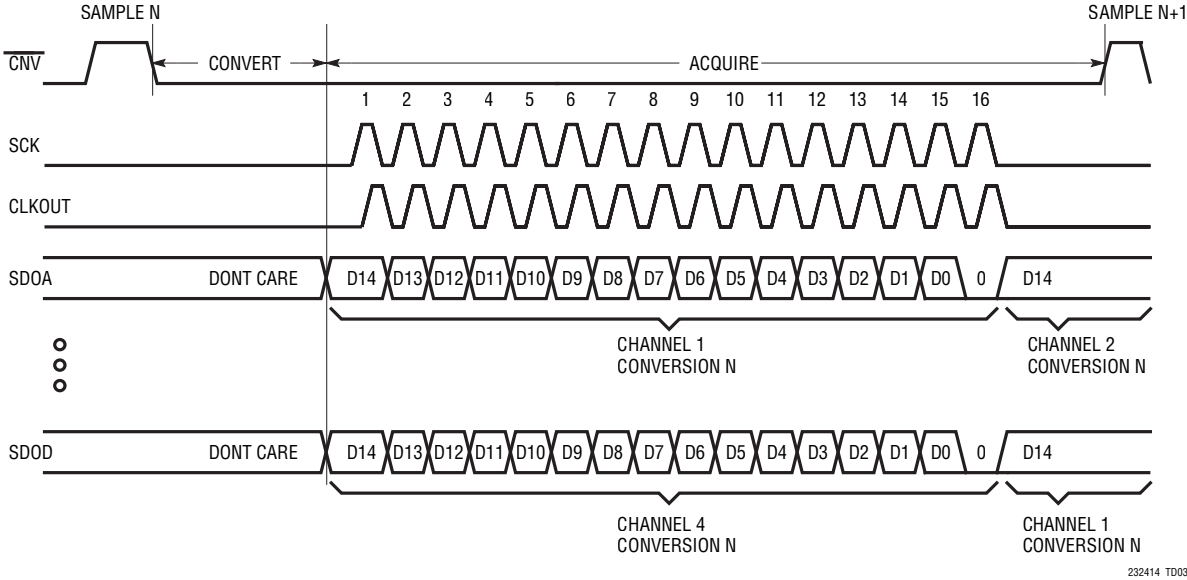 SAMPLE N SAMPLE N+1
CNV CONVERT ACQUIRE
1 2 3 4 5 6 7 8 9 10 11 12 13 14 15 16
SCK
CLKOUT
SDOA DONT CARE D14 D13 D12 D11 D10 D9 D8 D7 D6 D5 D4 D3 D2 D1 D0 0 D14
CHANNEL 1 CHANNEL 2
CONVERSION N CONVERSION N
SDOD DONT CARE D14 D13 D12 D11 D10 D9 D8 D7 D6 D5 D4 D3 D2 D1 D0 0 D14
CHANNEL 4 CHANNEL 1
CONVERSION N CONVERSION N
232414 TD03